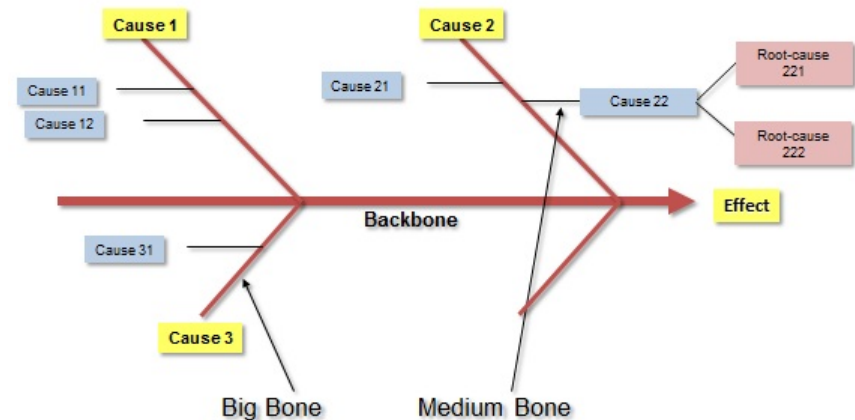 Cause 1
Cause 2
Root-cause
221
Cause 11
Cause 21
Cause 22
Cause 12
Root-cause
222
Effect
Backbone
Cause 31
Cause 3
Big Bone
Medium Bone